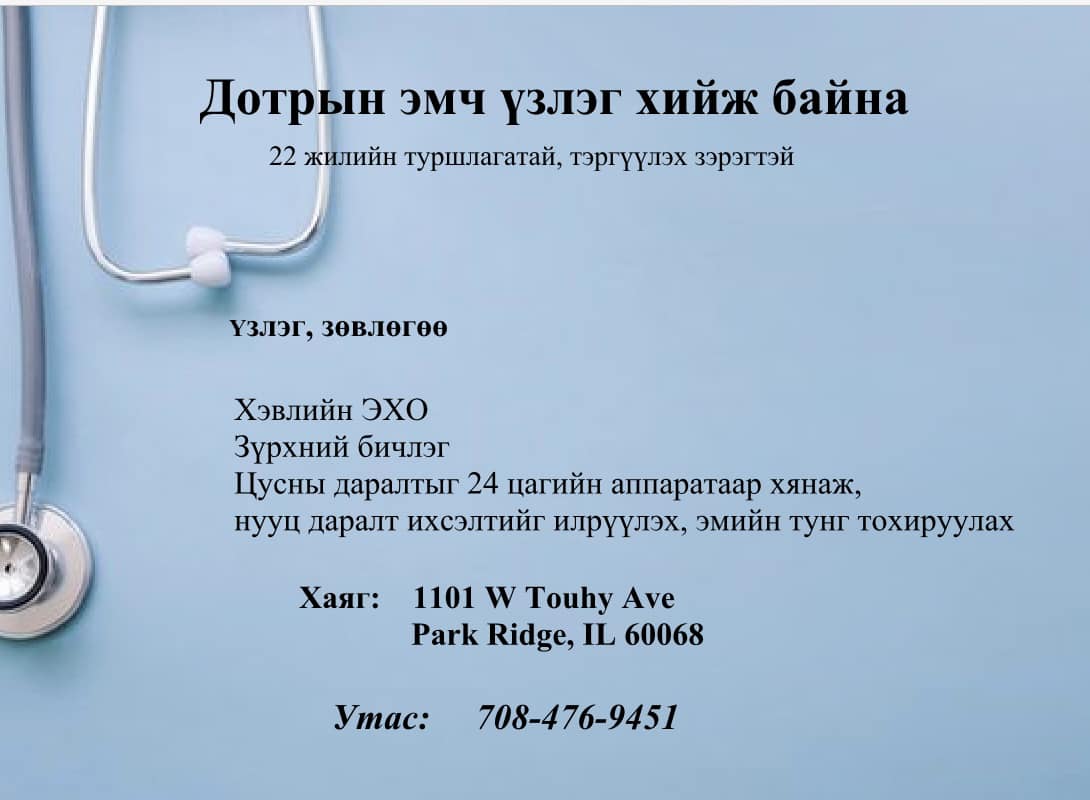 Дотрын эмч үзлэг хийж байна
22 жилийн туршлагатай, тэргүүлэх зэрэгтэй
Үзлэг, зөвлөгөө
Хэвлийн ЭХО
Зүрхний бичлэг
Цусны даралтыг 24 цагийн аппаратаар хянаж,
нууц даралт ихсэлтийг илрүүлэх, эмийн тунг тохируулах
Хаяг: 1101 W Touhy Ave
Park Ridge, IL 60068
Утас: 708-476-9451